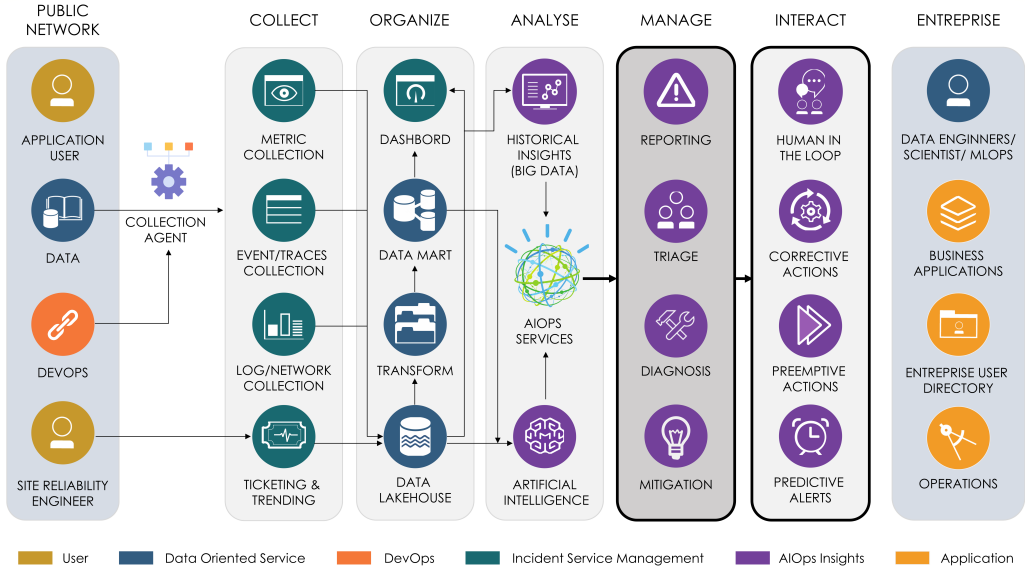 PUBLIC
NETWORK
COLLECT
ORGANIZE
ANALYSE
MANAGE
INTERACT
ENTREPRISE
APPLICATION
USER
DATA
DEVOPS
SITE RELIABILITY
ENGINEER
COLLECTION
AGENT
METRIC
COLLECTION
EVENT/TRACES
COLLECTION
LOG/NETWORK
COLLECTION
TICKETING &
TRENDING
DASHBORD
DATA MART
TRANSFORM
DATA
LAKEHOUSE
HISTORICAL
INSIGHTS
(BIG DATA)
AIOPS
SERVICES
ARTIFICIAL
INTELLIGENCE
REPORTING
TRIAGE
DIAGNOSIS
MITIGATION
HUMAN IN
THE LOOP
CORRECTIVE
ACTIONS
PREEMPTIVE
ACTIONS
PREDICTIVE
ALERTS
DATA ENGINNERS/
SCIENTIST/ MLOPS
BUSINESS
APPLICATIONS
ENTREPRISE USER
DIRECTORY
OPERATIONS
User
Data Oriented Service
DevOps
Incident Service Management
AIOps Insights
Application